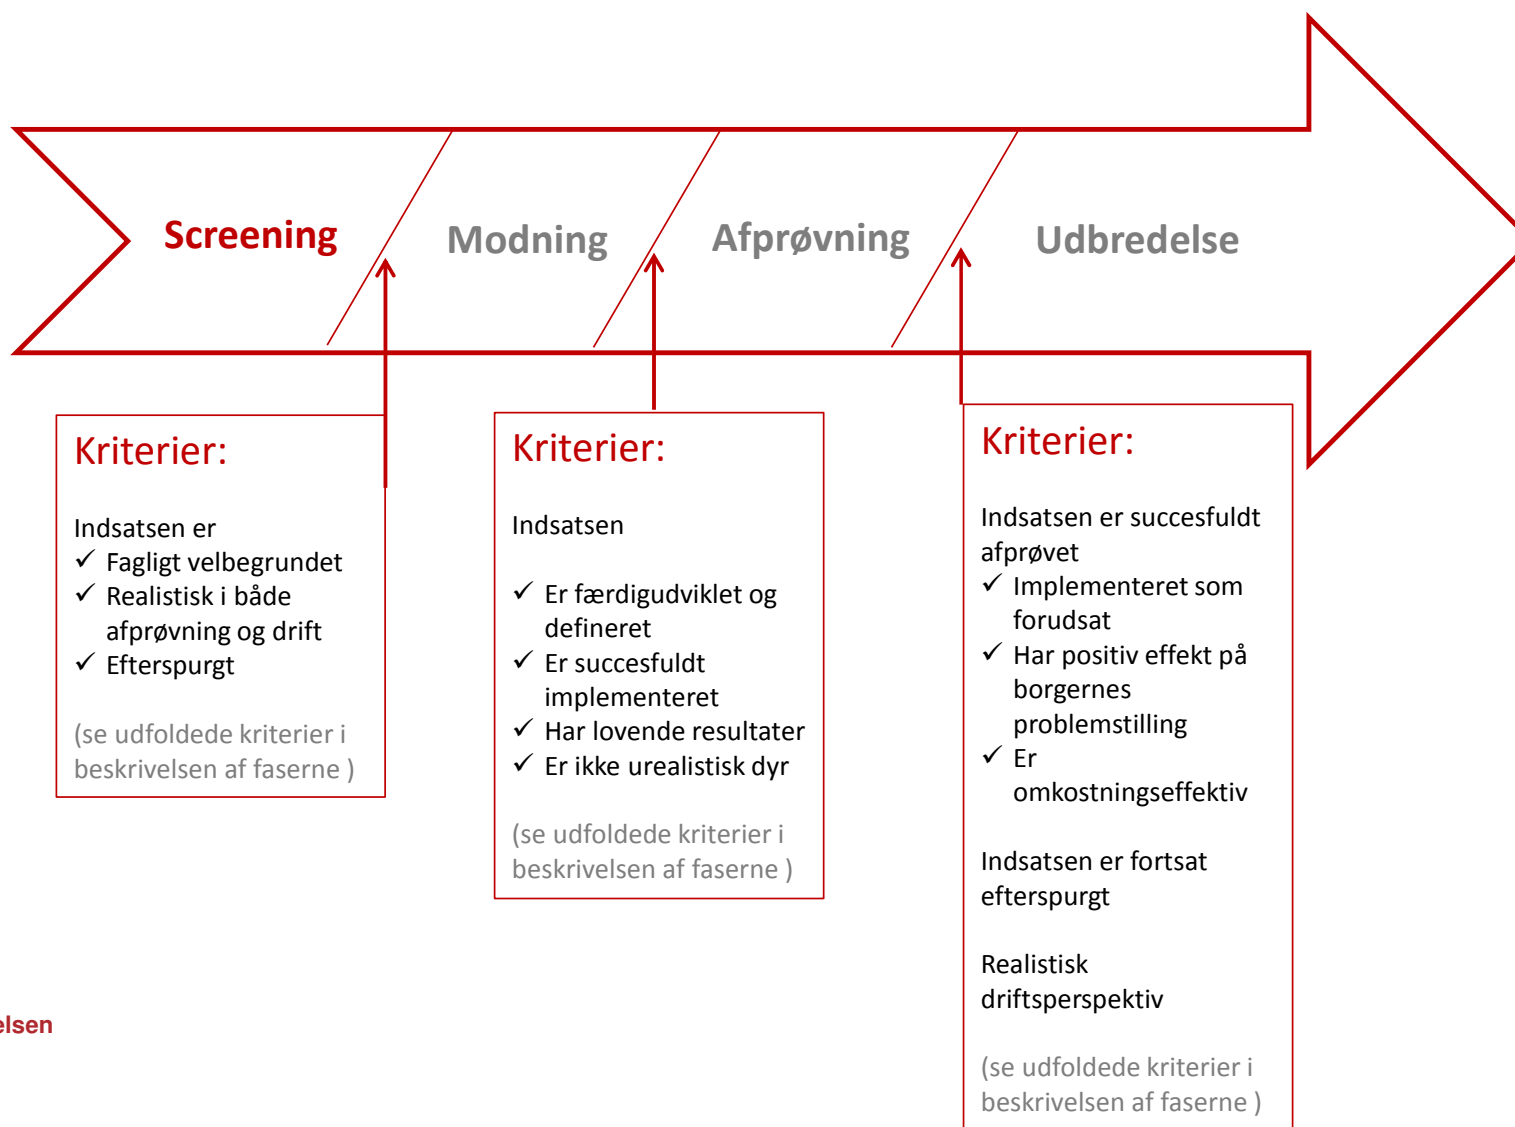 Screening
Modning
Afprøvning
Udbredelse
Kriterier:
Indsatsen er
✓ Fagligt velbegrundet
✓ Realistisk i både
afprøvning og drift
✓ Efterspurgt
(se udfoldede kriterier i
beskrivelsen af faserne )
Kriterier:
Indsatsen
✓ Er færdigudviklet og
defineret
✓ Er succesfuldt
implementeret
✓ Har lovende resultater
✓ Er ikke urealistisk dyr
(se udfoldede kriterier i
beskrivelsen af faserne )
Kriterier:
Indsatsen er succesfuldt
afprøvet
✓ Implementeret som
forudsat
✓ Har positiv effekt på
borgernes
problemstilling
✓ Er
omkostningseffektiv
Indsatsen er fortsat
efterspurgt
Realistisk
driftsperspektiv
(se udfoldede kriterier i
beskrivelsen af faserne )
elsen